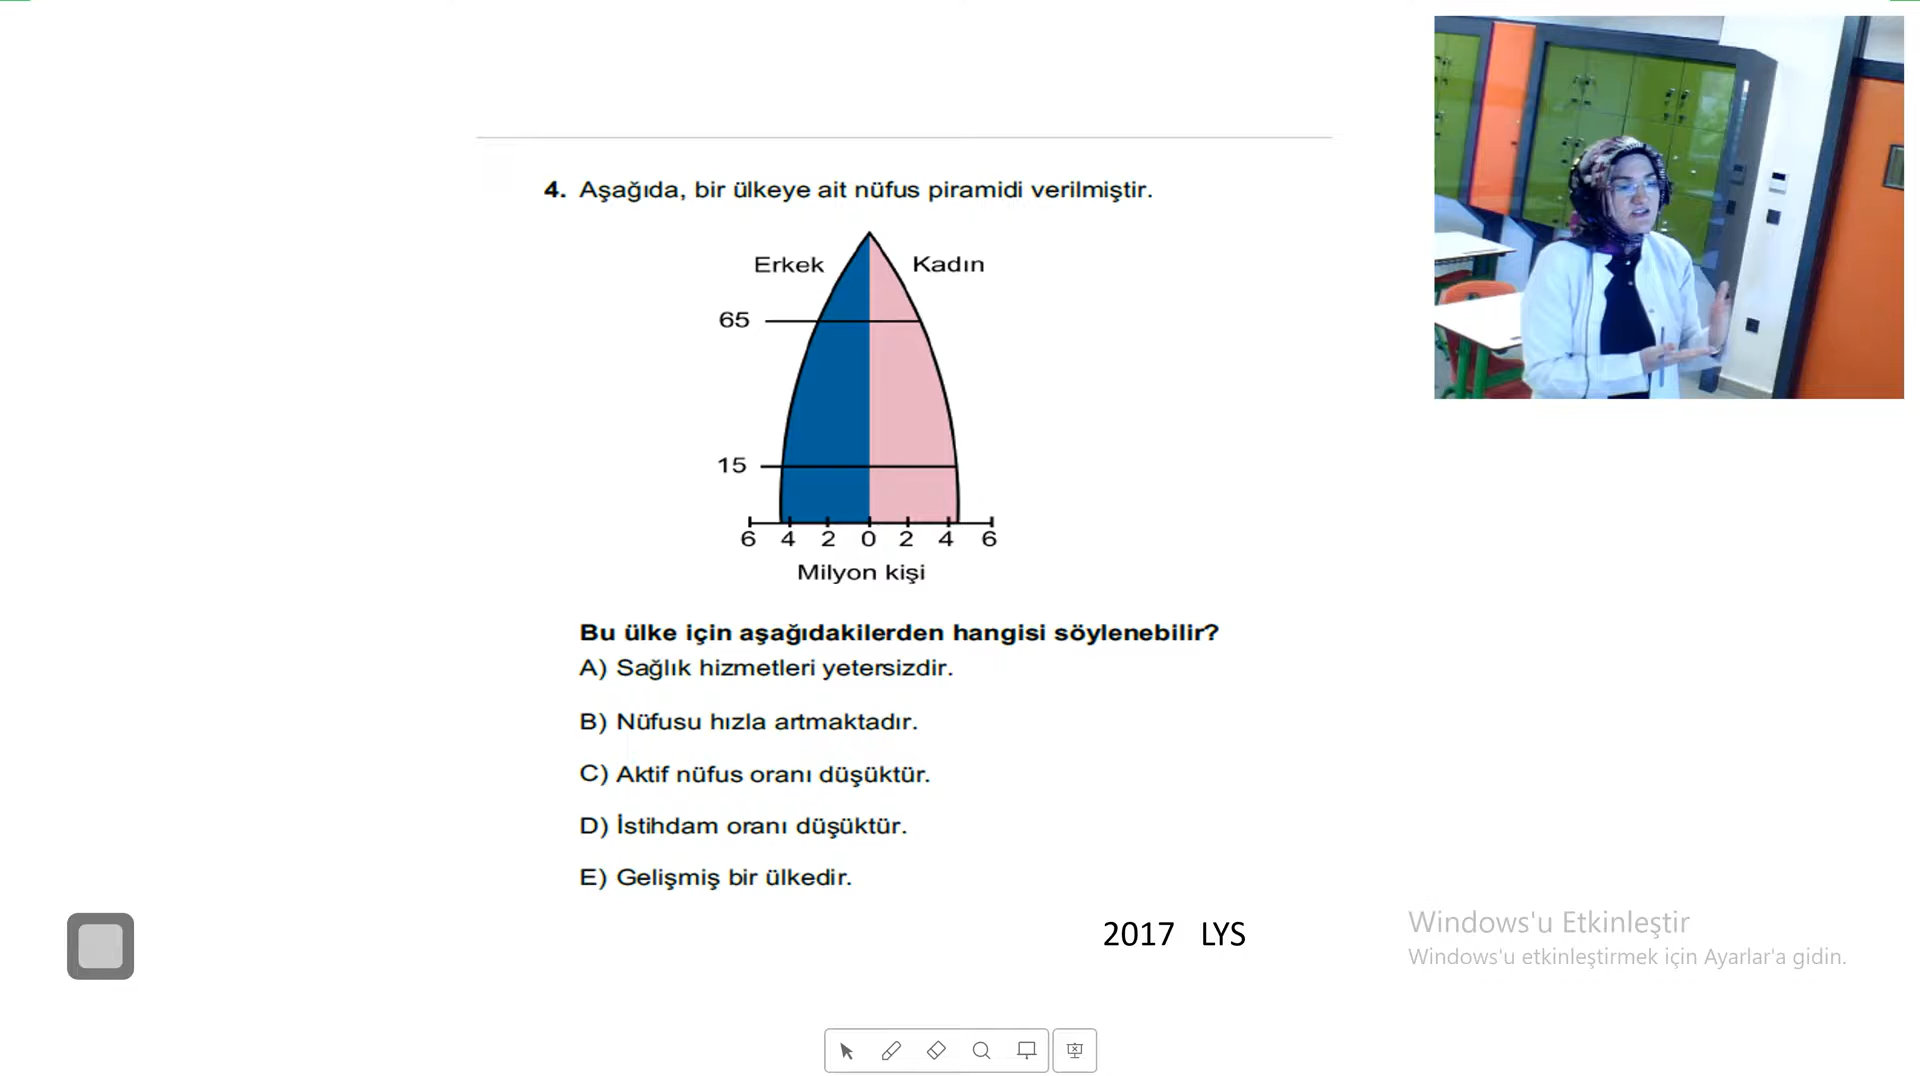 4. Aşağıda, bir ülkeye ait nüfus piramidi verilmiştir.
Erkek Kadın
65
15
6 4 2 0 2 4 6
Milyon kişi
Bu ülke için aşağıdakilerden hangisi söylenebilir?
A) Sağlık hizmetleri yetersizdir.
B) Nüfusu hızla artmaktadır.
C) Aktif nüfus oranı düşüktür.
D) İstihdam oranı düşüktür.
E) Gelişmiş bir ülkedir.
2017 LYS
Windows'u Etkinleştir
Windows'u etkinleştirmek için Ayarlar'a gidin.